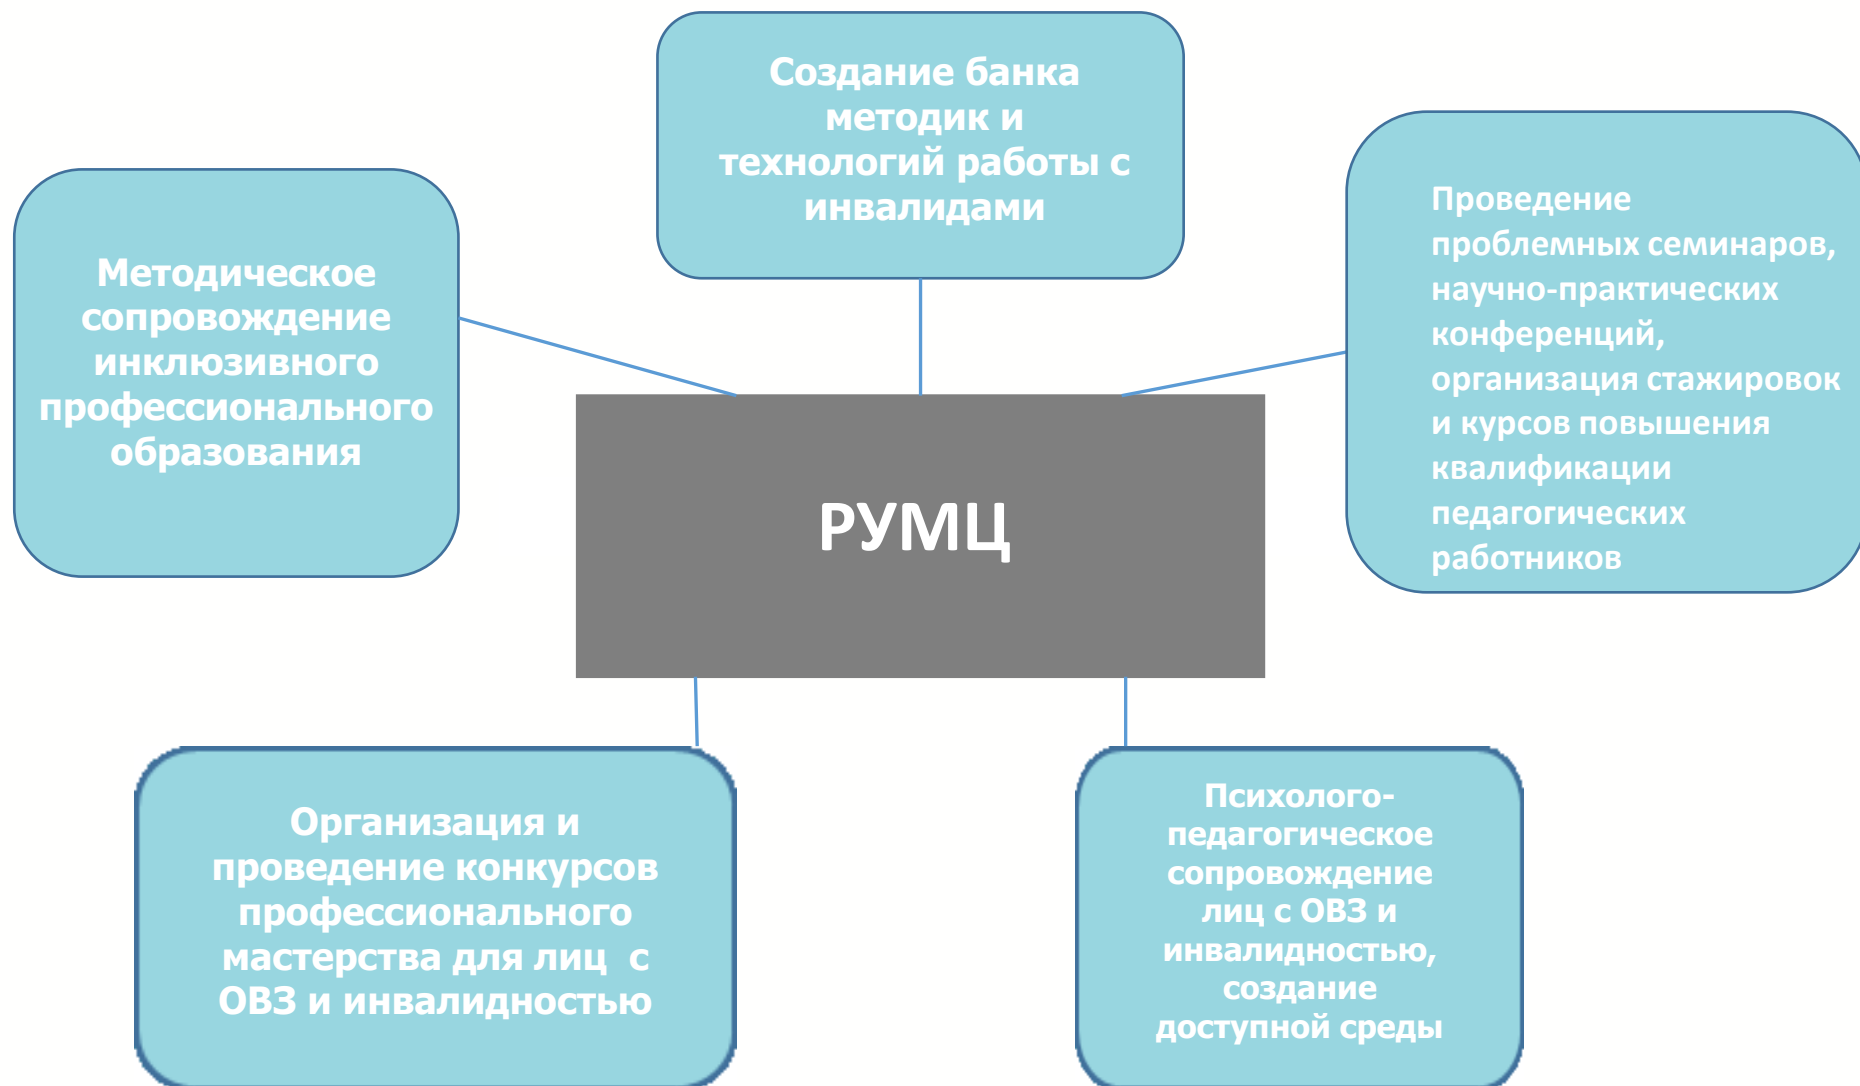 Создание банка
методик и
технологий работы с
инвалидами
Методическое
сопровождение
инклюзивного
профессионального
образования
Проведение
проблемных семинаров,
научно-практических
конференций,
организация стажировок
и курсов повышения
квалификации
педагогических
работников
РУМЦ
Организация и
проведение конкурсов
профессионального
мастерства для лиц с
ОВЗ и инвалидностью
Психолого-
педагогическое
сопровождение
лиц с ОВЗ и
инвалидностью,
создание
доступной среды